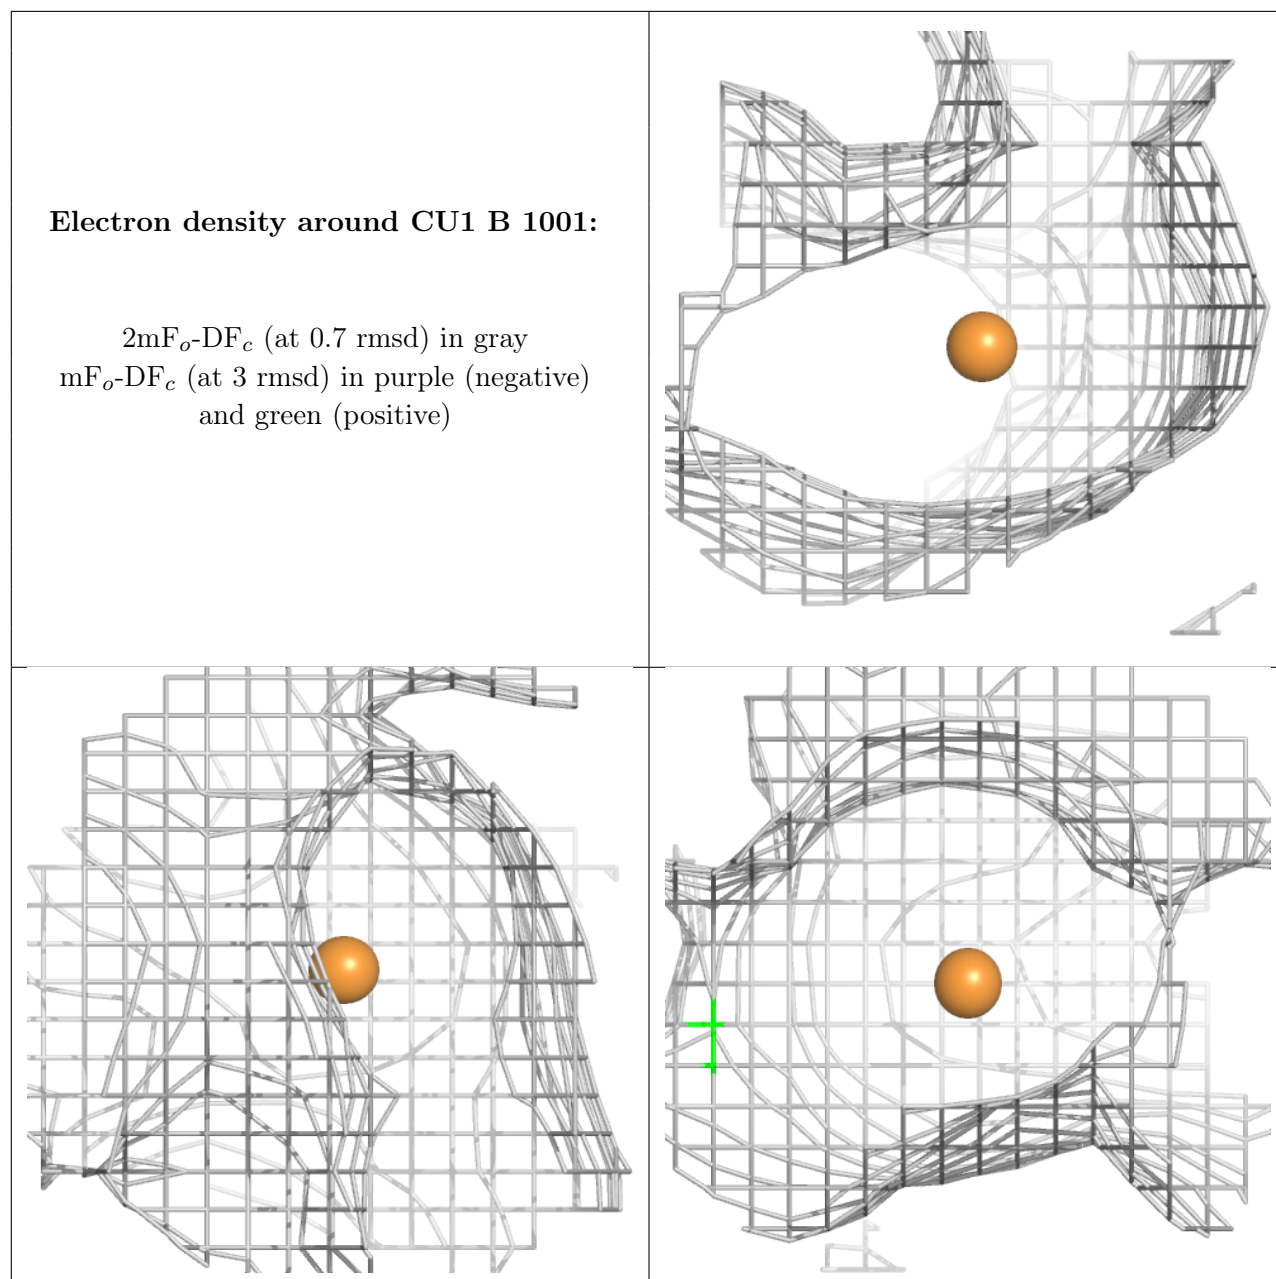 Electron density around CU1 B 1001:
2mFo-DFc (at 0.7 rmsd) in gray
mFo-DFc (at 3 rmsd) in purple (negative)
and green (positive)